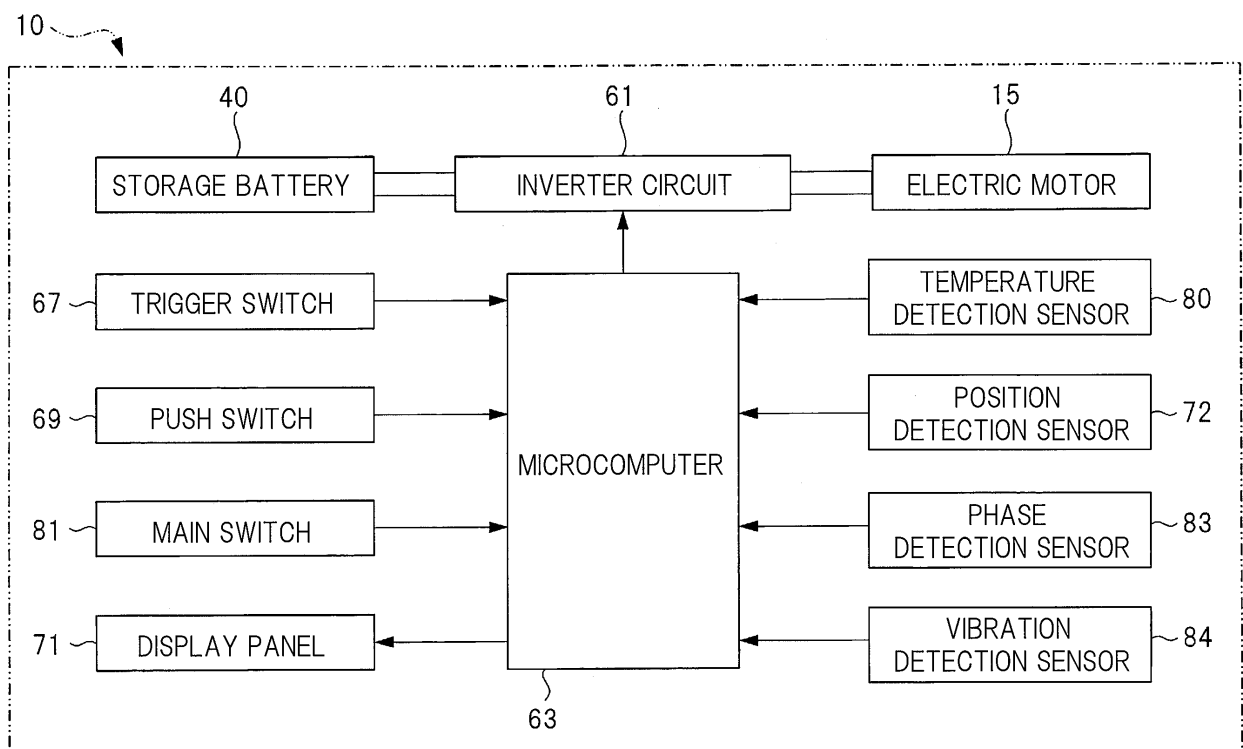 10
40
61
15
STORAGE BATTERY
INVERTER CIRCUIT
ELECTRIC MOTOR
67
TRIGGER SWITCH
TEMPERATURE
DETECTION SENSOR
80
69
PUSH SWITCH
POSITION
DETECTION SENSOR
72
MICROCOMPUTER
81
MAIN SWITCH
PHASE
DETECTION SENSOR
83
71
DISPLAY PANEL
VIBRATION
DETECTION SENSOR
84
63